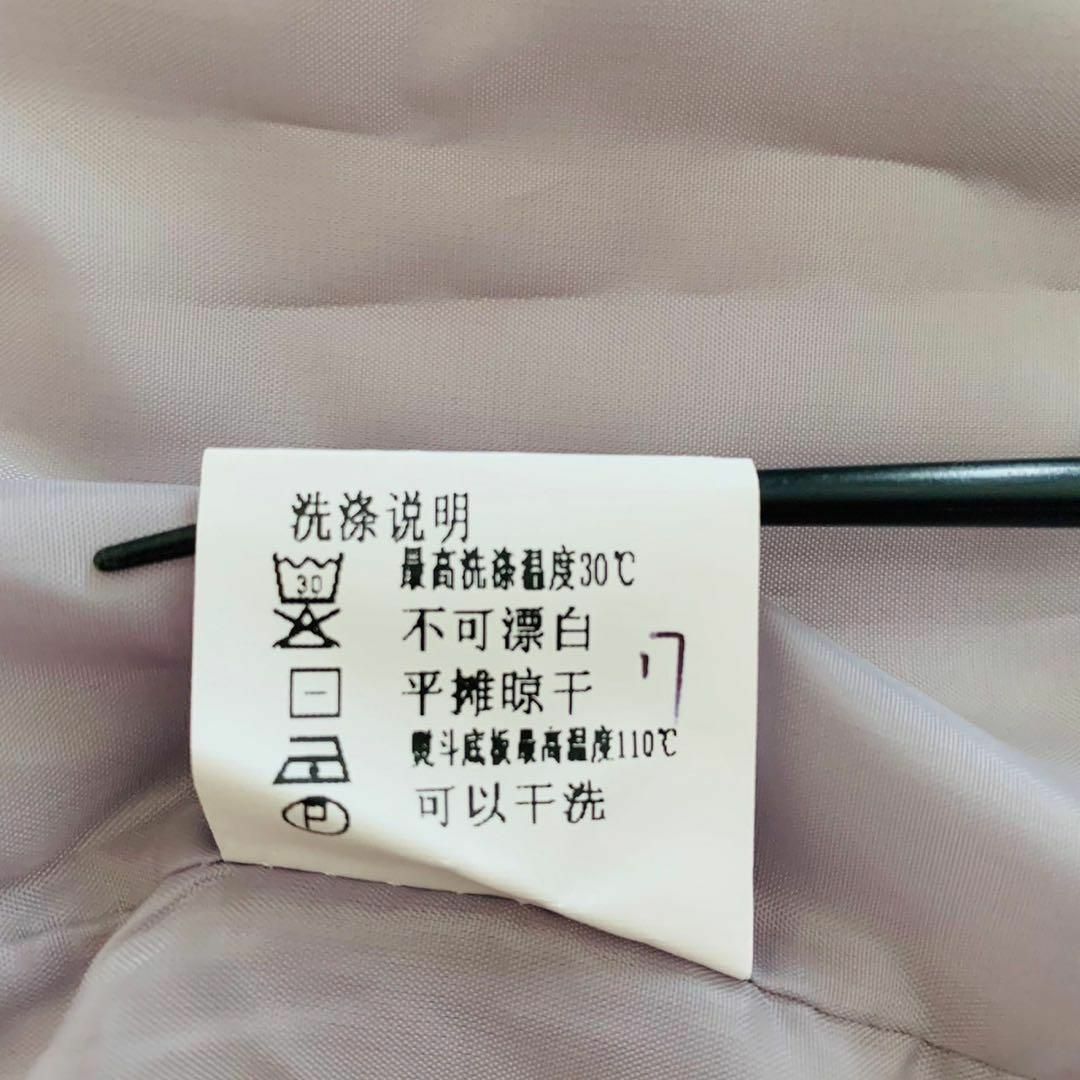 洗涤说明
30
最高洗涤温度30℃
不可漂白
平摊晾干
熨斗底板最高温度110℃
可以干洗